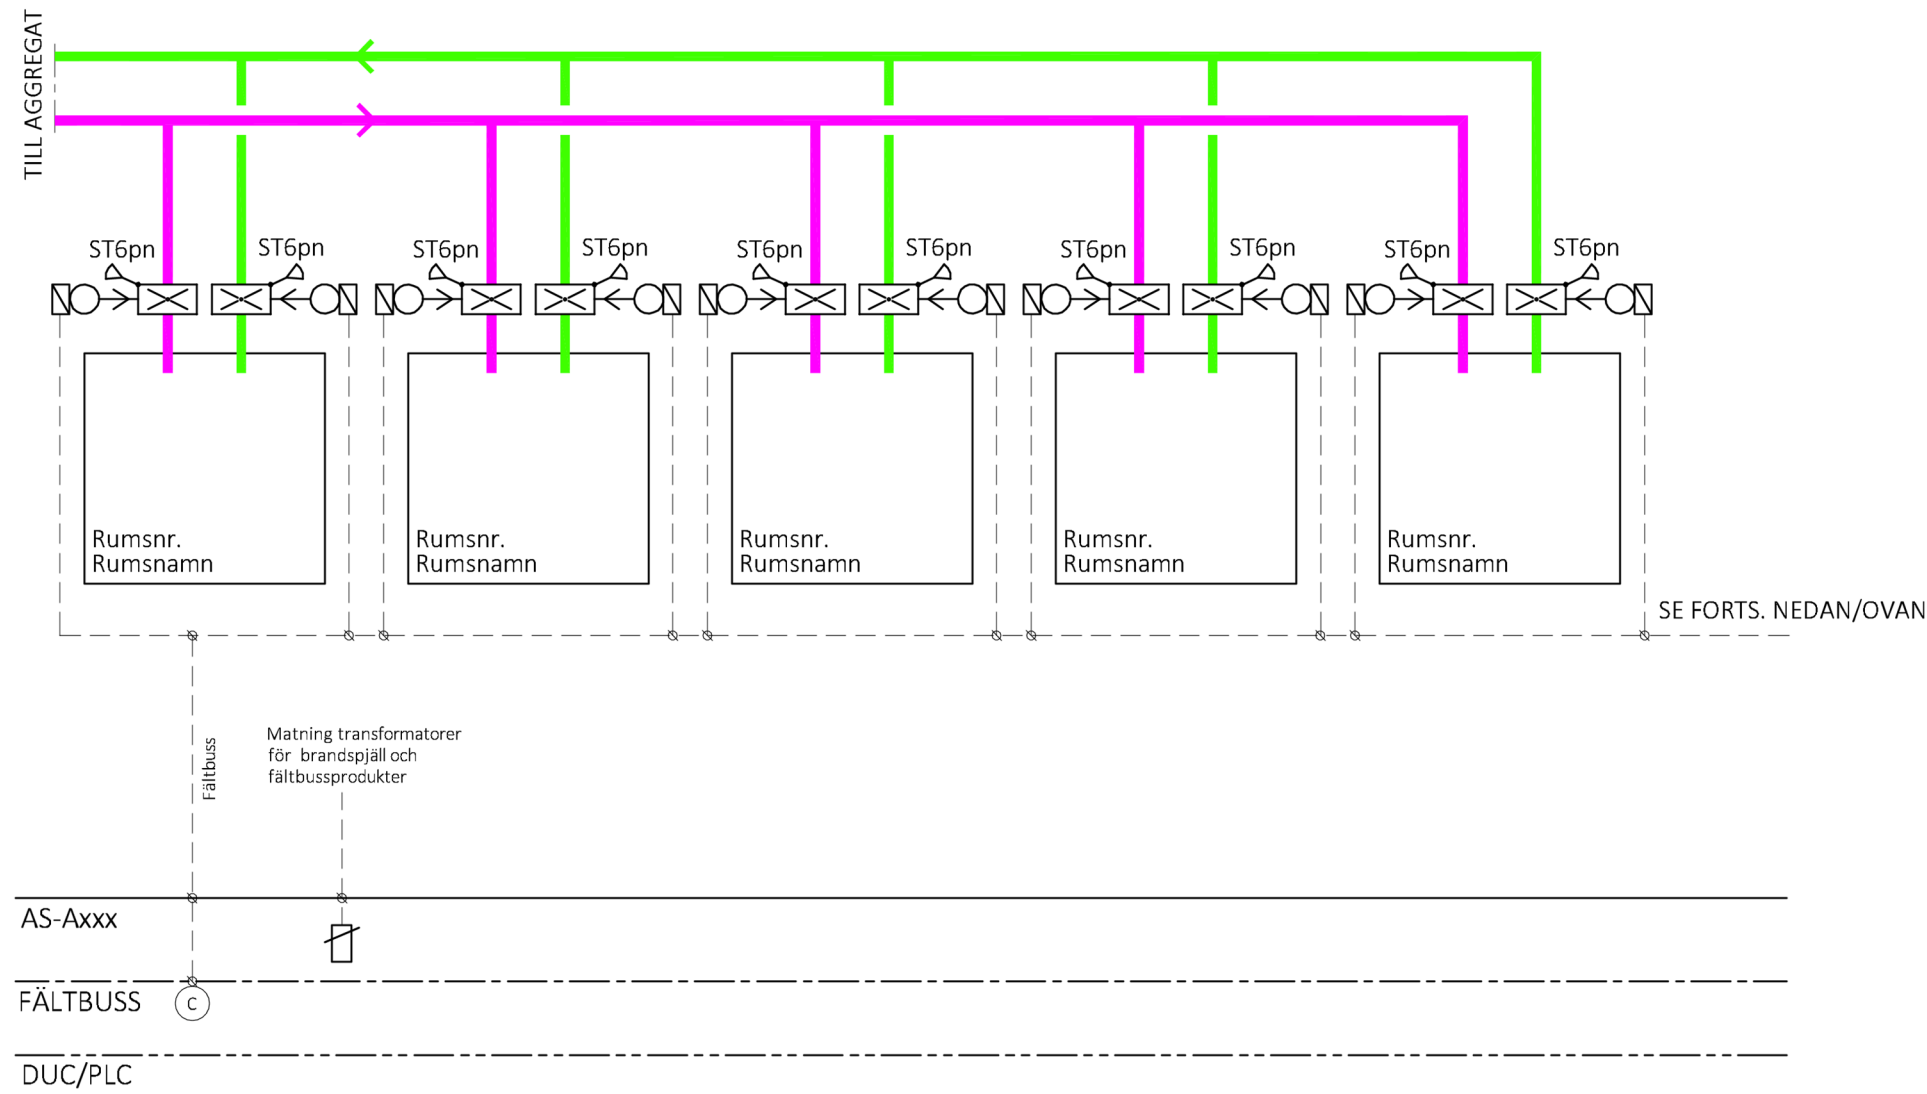 TILL AGGREGAT
ST6pn
ST6pn
ST6pn
ST6pn
ST6pn
ST6pn
ST6pn
ST6pn
ST6pn
ST6pn
Rumsnr.
Rumsnamn
Rumsnr.
Rumsnamn
Rumsnr.
Rumsnamn
Rumsnr.
Rumsnamn
Rumsnr.
Rumsnamn
SE FORTS. NEDAN/OVAN
Fältbuss
Matning transformatorer
för brandspjäll och
fältbussprodukter
AS-Axxx
FÄLTBUSS
C
DUC/PLC